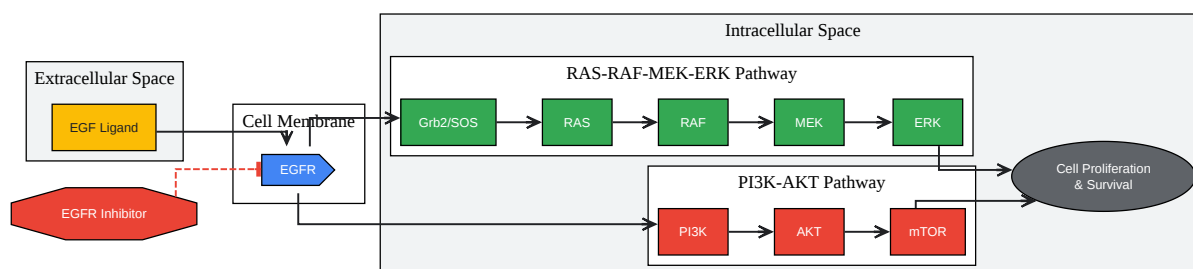 Intracellular Space
Extracellular Space
RAS-RAF-MEK-ERK Pathway
EGF Ligand
Cell Membrane
Grb2/SOS
RAS
RAF
MEK
ERK
EGFR
Cell Proliferation
& Survival
PI3K-AKT Pathway
EGFR Inhibitor
PI3K
AKT
mTOR